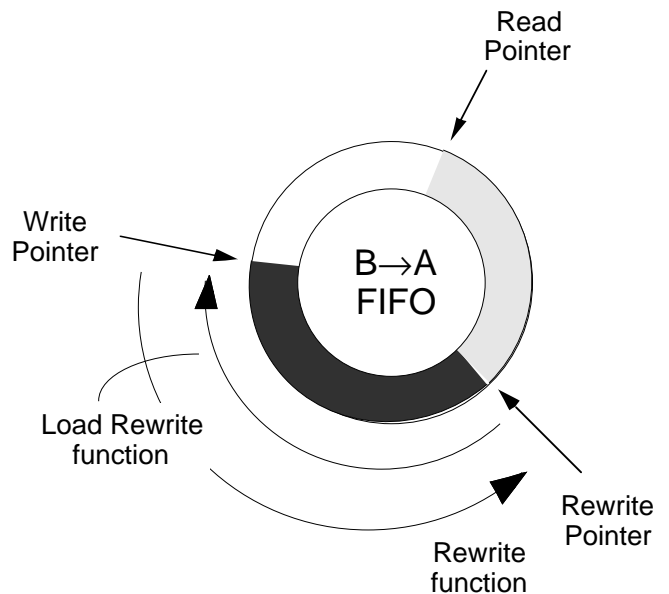 Read
Pointer
Write
Pointer
B→A
FIFO
Load Rewrite
function
Rewrite
Pointer
Rewrite
function